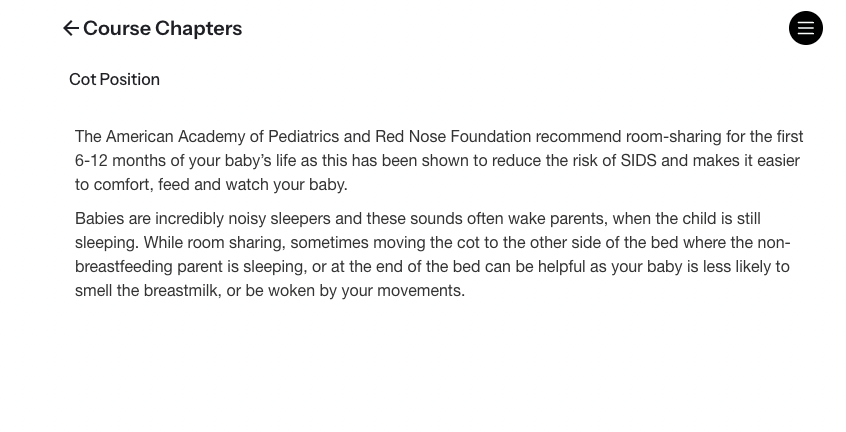 ← Course Chapters
Cot Position
The American Academy of Pediatrics and Red Nose Foundation recommend room-sharing for the first
6-12 months of your baby’s life as this has been shown to reduce the risk of SIDS and makes it easier
to comfort, feed and watch your baby.
Babies are incredibly noisy sleepers and these sounds often wake parents, when the child is still
sleeping. While room sharing, sometimes moving the cot to the other side of the bed where the non-
breastfeeding parent is sleeping, or at the end of the bed can be helpful as your baby is less likely to
smell the breastmilk, or be woken by your movements.